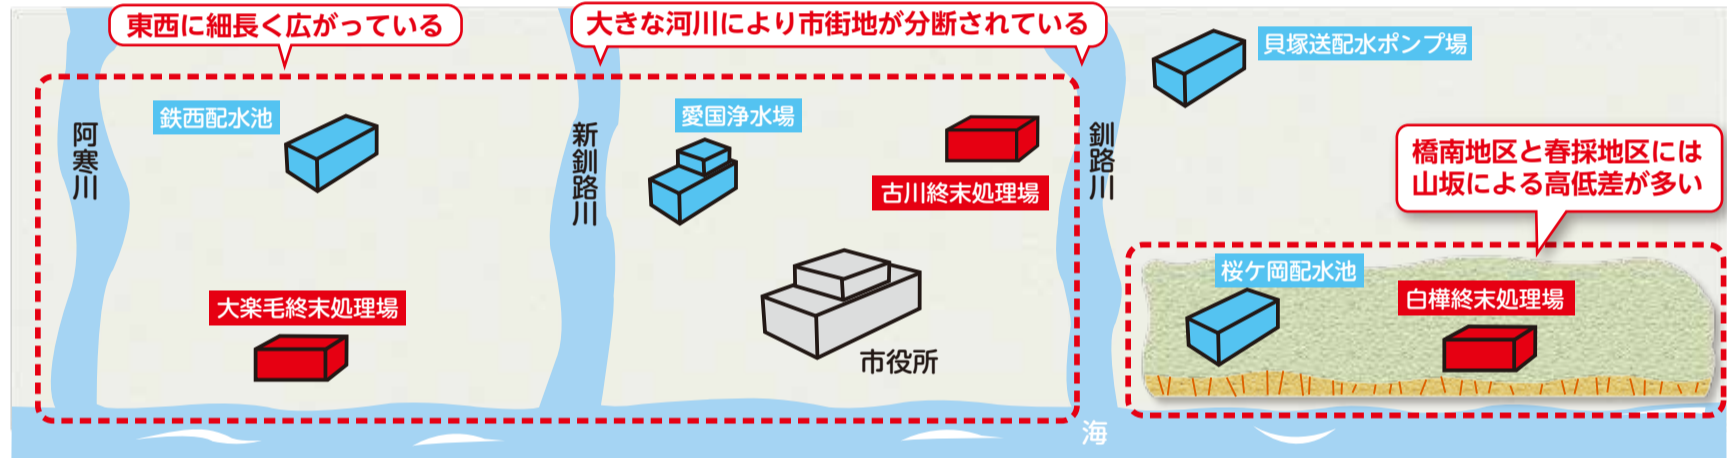 東西に細長く広がっている
大きな河川により市街地が分断されている
貝塚送配水ポンプ場
鉄西配水池
愛国浄水場
阿寒川
新釧路川
釧路川
橋南地区と春採地区には
山坂による高低差が多い
古川終末処理場
桜ケ岡配水池
大楽毛終末処理場
白樺終末処理場
市役所
海